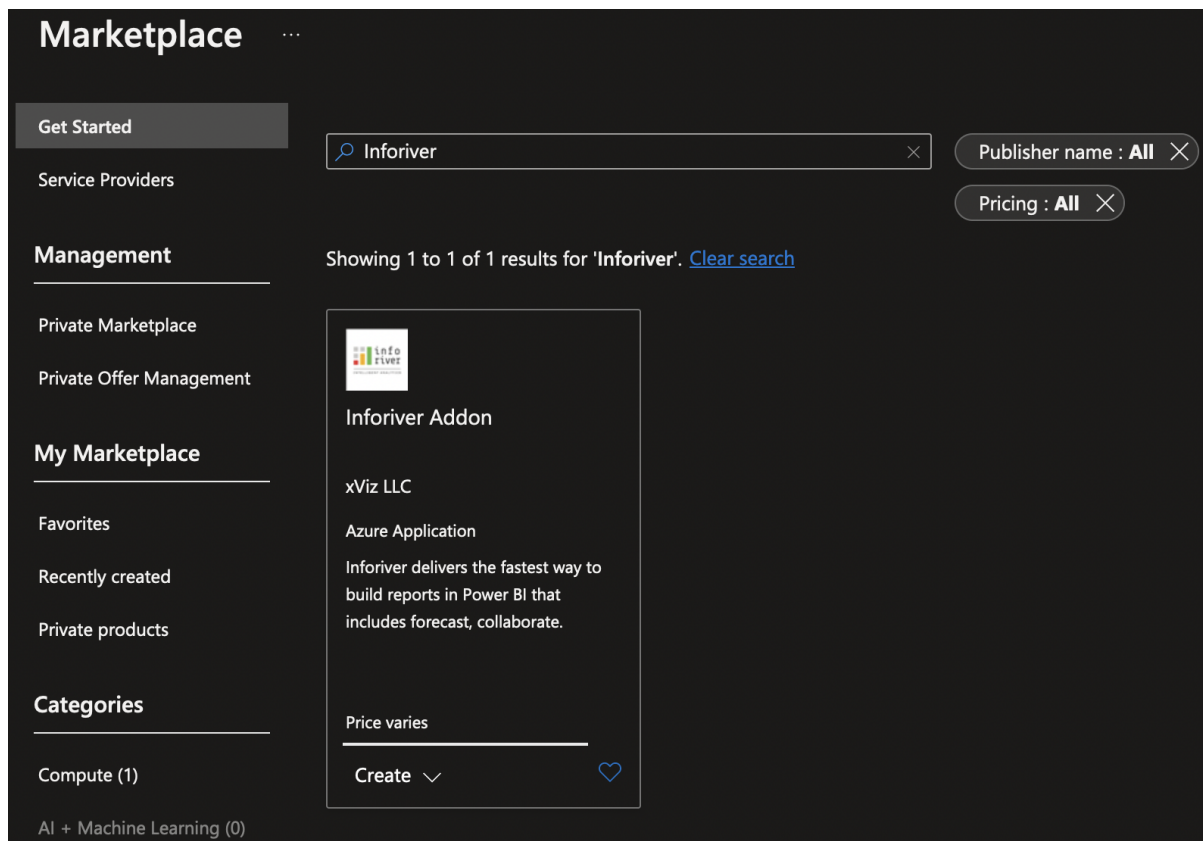 Marketplace ...
Get Started
Service Providers
Management
Private Marketplace
Private Offer Management
My Marketplace
Favorites
Recently created
Private products
Categories
Compute (1)
AI + Machine Learning (0)
Inforiver
Publisher name : All
Pricing : All
Showing 1 to 1 of 1 results for 'Inforiver'. Clear search
info
river
Inforiver Addon
xViz LLC
Azure Application
Inforiver delivers the fastest way to
build reports in Power BI that
includes forecast, collaborate.
Price varies
Create